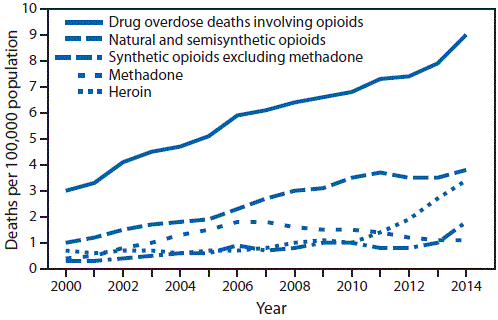 10
9
8
7
6
5
4
3
2
1
0
Deaths per 100,000 population
Drug overdose deaths involving opioids
Natural and semisynthetic opioids
Synthetic opioids excluding methadone
Methadone
Heroin
2000 2002 2004 2006 2008 2010 2012 2014
Year